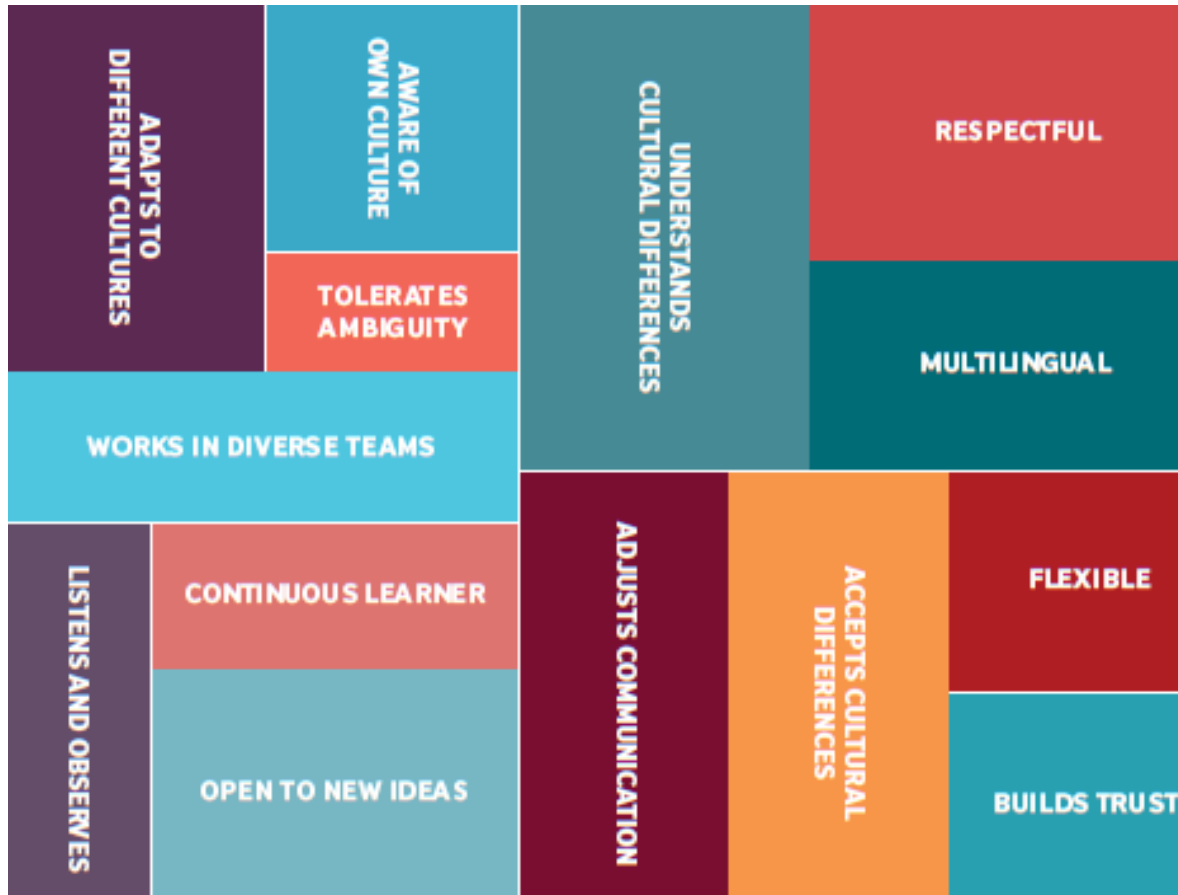 ADAPTS TO
DIFFERENT CULTURES
AWARE OF
OWN CULTURE
TOLERATES
AMBIGUITY
WORKS IN DIVERSE TEAMS
LISTENS AND OBSERVES
CONTINUOUS LEARNER
OPEN TO NEW IDEAS
UNDERSTANDS
CULTURAL DIFFERENCES
RESPECTFUL
MULTILINGUAL
ADJUSTS COMMUNICATION
ACCEPTS CULTURAL
DIFFERENCES
FLEXIBLE
BUILDS TRUST